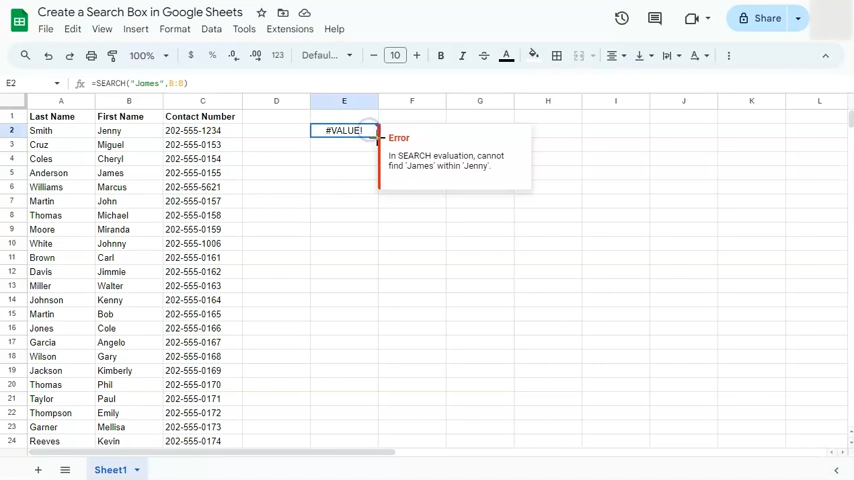 Create a Search Box in Google Sheets
File Edit View Insert Format Data Tools Extensions Help
Share
100% $ % .0 .00 123 Defaul... − 10 + B I S A
E2 fx =SEARCH("James",B:B)
A B C D E F G H I J K L
1 Last Name First Name Contact Number
2 Smith Jenny 202-555-1234 #VALUE!
Error
3 Cruz Miguel 202-555-0153
In SEARCH evaluation, cannot
4 Coles Cheryl 202-555-0154
find 'James' within 'Jenny'.
5 Anderson James 202-555-0155
6 Williams Marcus 202-555-5621
7 Martin John 202-555-0157
8 Thomas Michael 202-555-0158
9 Moore Miranda 202-555-0159
10 White Johnny 202-555-1006
11 Brown Carl 202-555-0161
12 Davis Jimmie 202-555-0162
13 Miller Walter 202-555-0163
14 Johnson Kenny 202-555-0164
15 Martin Bob 202-555-0165
16 Jones Cole 202-555-0166
17 Garcia Angelo 202-555-0167
18 Wilson Gary 202-555-0168
19 Jackson Kimberly 202-555-0169
20 Thomas Phil 202-555-0170
21 Taylor Paul 202-555-0171
22 Thompson Emily 202-555-0172
23 Garner Mellisa 202-555-0173
24 Reeves Kevin 202-555-0174
+ Sheet1